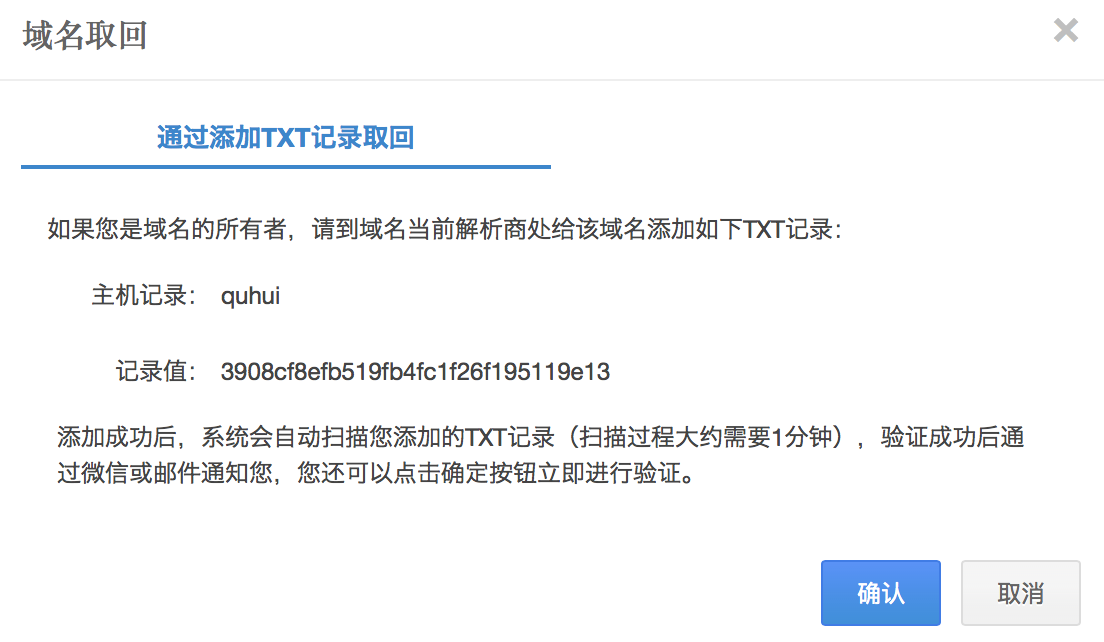 域名取回
通过添加TXT记录取回
如果您是域名的所有者，请到域名当前解析商处给该域名添加如下TXT记录：
主机记录： quhui
记录值： 3908cf8efb519fb4fc1f26f195119e13
添加成功后，系统会自动扫描您添加的TXT记录（扫描过程大约需要1分钟），验证成功后通
过微信或邮件通知您，您还可以点击确定按钮立即进行验证。
确认 取消